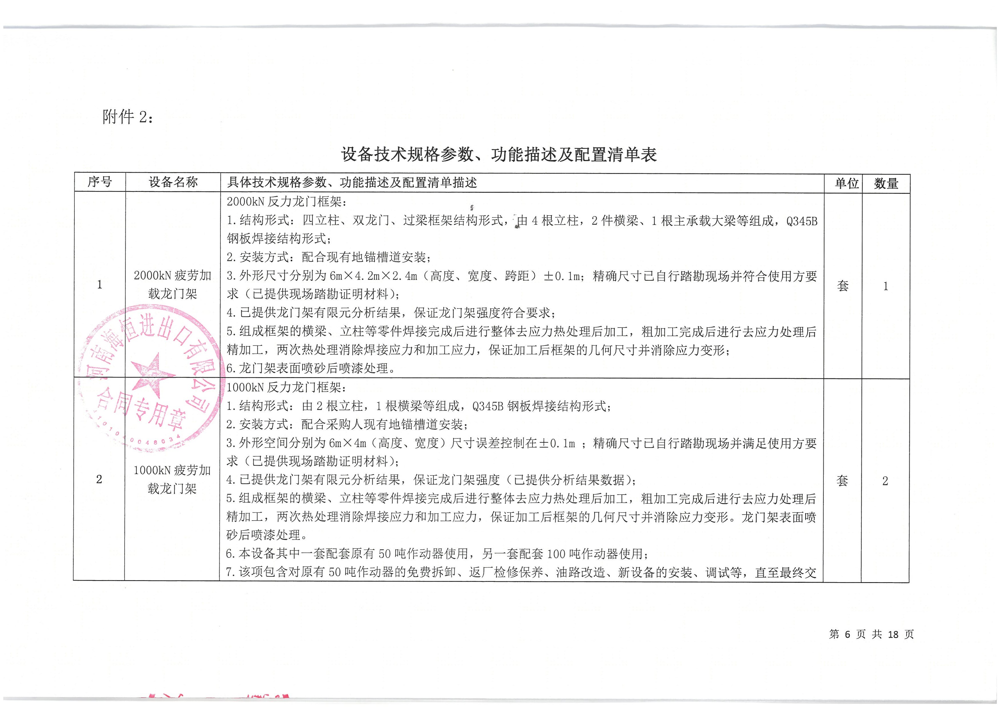 附件 2：
设备技术规格参数、功能描述及配置清单表
序号 设备名称 具体技术规格参数、功能描述及配置清单描述 单位 数量
1
2000kN 疲劳加
载龙门架
2000kN 反力龙门框架：
1.结构形式：四立柱、双龙门、过梁框架结构形式，由 4 根立柱，2 件横梁、1 根主承载大梁等组成，Q345B
钢板焊接结构形式；
2.安装方式：配合现有地锚槽道安装；
3.外形尺寸分别为 6m×4.2m×2.4m（高度、宽度、跨距）±0.1m；精确尺寸已自行踏勘现场并符合使用方要
求（已提供现场踏勘证明材料）；
4.已提供龙门架有限元分析结果，保证龙门架强度符合要求；
5.组成框架的横梁、立柱等零件焊接完成后进行整体去应力热处理后加工，粗加工完成后进行去应力处理后
精加工，两次热处理消除焊接应力和加工应力，保证加工后框架的几何尺寸并消除应力变形；
6.龙门架表面喷砂后喷漆处理。
套
1
2
1000kN 疲劳加
载龙门架
1000kN 反力龙门框架：
1.结构形式：由 2 根立柱，1 根横梁等组成，Q345B 钢板焊接结构形式；
2.安装方式：配合采购人现有地锚槽道安装；
3.外形空间分别为 6m×4m（高度、宽度）尺寸误差控制在±0.1m ；精确尺寸已自行踏勘现场并满足使用方要
求（已提供现场踏勘证明材料）；
4.已提供龙门架有限元分析结果，保证龙门架强度（已提供分析结果数据）；
5.组成框架的横梁、立柱等零件焊接完成后进行整体去应力热处理后加工，粗加工完成后进行去应力处理后
精加工，两次热处理消除焊接应力和加工应力，保证加工后框架的几何尺寸并消除应力变形。龙门架表面喷
砂后喷漆处理。
6.本设备其中一套配套原有 50 吨作动器使用，另一套配套 100 吨作动器使用；
7.该项包含对原有 50 吨作动器的免费拆卸、返厂检修保养、油路改造、新设备的安装、调试等，直至最终交
套
2
河南海恒进出口有限公司
合同专用章
第 6 页 共 18 页